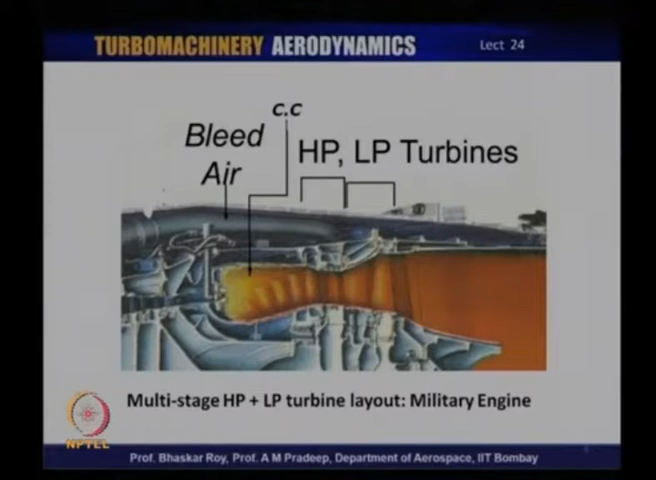 TURBOMACHINERY AERODYNAMICS
Lect 24
c.c
Bleed
Air
HP, LP Turbines
Multi-stage HP + LP turbine layout: Military Engine
NPTEL
Prof. Bhaskar Roy, Prof. A M Pradeep, Department of Aerospace, IIT Bombay